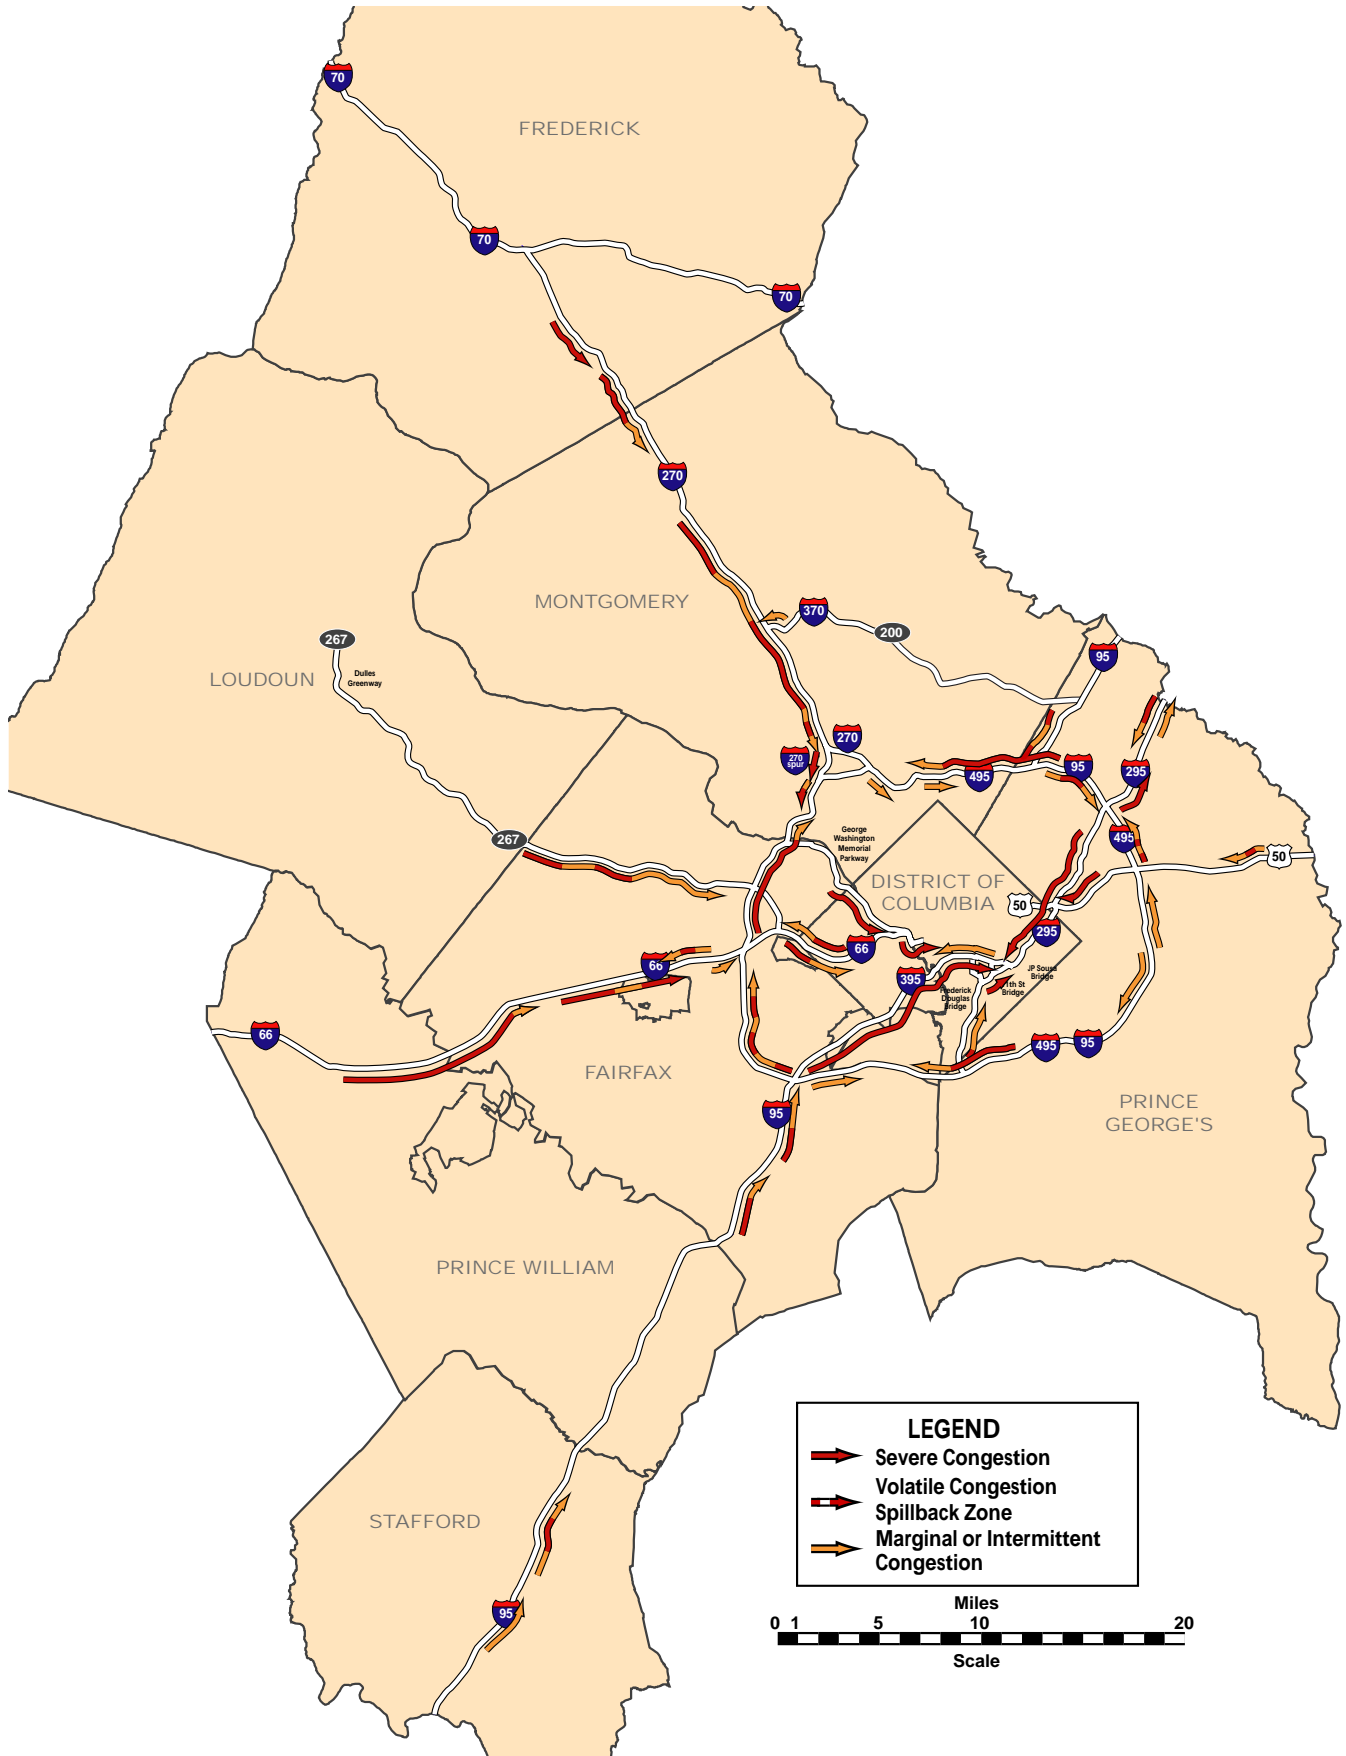 70
FREDERICK
70
70
270
370
200
MONTGOMERY
267
Dulles
Greenway
LOUDOUN
95
270
270
spur
495
95
295
267
George
Washington
Memorial
Parkway
495
50
DISTRICT OF
COLUMBIA
50
295
66
66
395
JP Sousa
Bridge
Frederick
Douglas
Bridge
11th St
Bridge
66
495
95
FAIRFAX
95
PRINCE
GEORGE'S
PRINCE WILLIAM
STAFFORD
95
LEGEND
Severe Congestion
Volatile Congestion
Spillback Zone
Marginal or Intermittent
Congestion
Miles
0 1 5 10 20
Scale